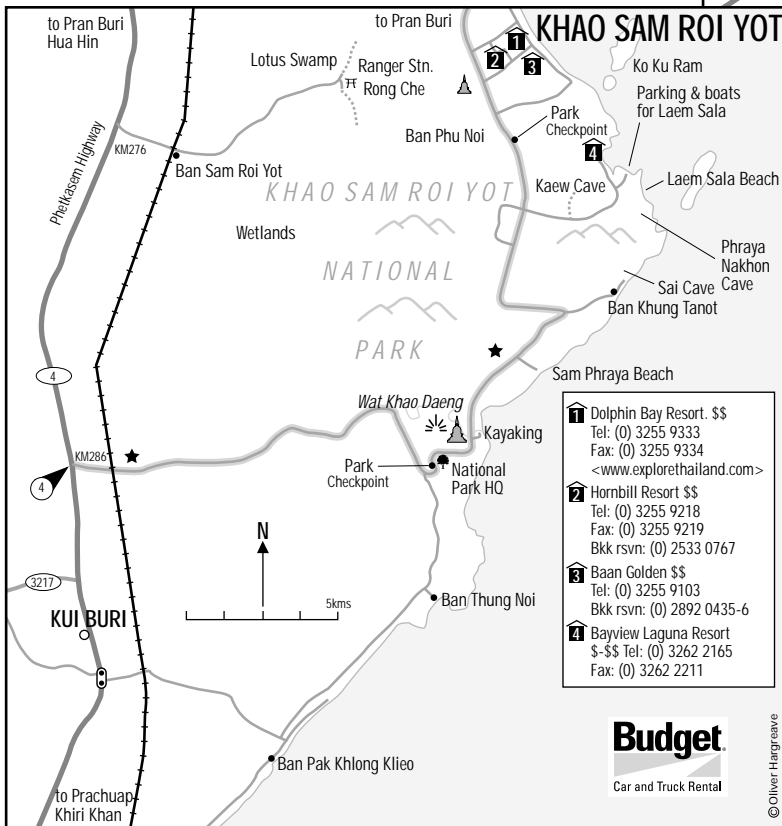 to Pran Buri
Hua Hin
to Pran Buri
KHAO SAM ROI YOT
1
2
3
Lotus Swamp
Ranger Stn.
Rong Che
Ko Ku Ram
Parking & boats
for Laem Sala
Park
Checkpoint
Ban Phu Noi
4
KM276
Phetkasem Highway
Ban Sam Roi Yot
Kaew Cave
Laem Sala Beach
KHAO SAM ROI YOT
Wetlands
NATIONAL
Phraya
Nakhon
Cave
Sai Cave
Ban Khung Tanot
PARK
4
Sam Phraya Beach
Wat Khao Daeng
Kayaking
KM286
Park
Checkpoint
National
Park HQ
4
N
3217
5kms
KUI BURI
Ban Thung Noi
Ban Pak Khlong Klieo
to Prachuap
Khiri Khan
1 Dolphin Bay Resort. $$
Tel: (0) 3255 9333
Fax: (0) 3255 9334
<www.explorethailand.com>
2 Hornbill Resort $$
Tel: (0) 3255 9218
Fax: (0) 3255 9219
Bkk rsvn: (0) 2533 0767
3 Baan Golden $$
Tel: (0) 3255 9103
Bkk rsvn: (0) 2892 0435-6
4 Bayview Laguna Resort
$-$$ Tel: (0) 3262 2165
Fax: (0) 3262 2211
Budget.
Car and Truck Rental
©Oliver Hargreave